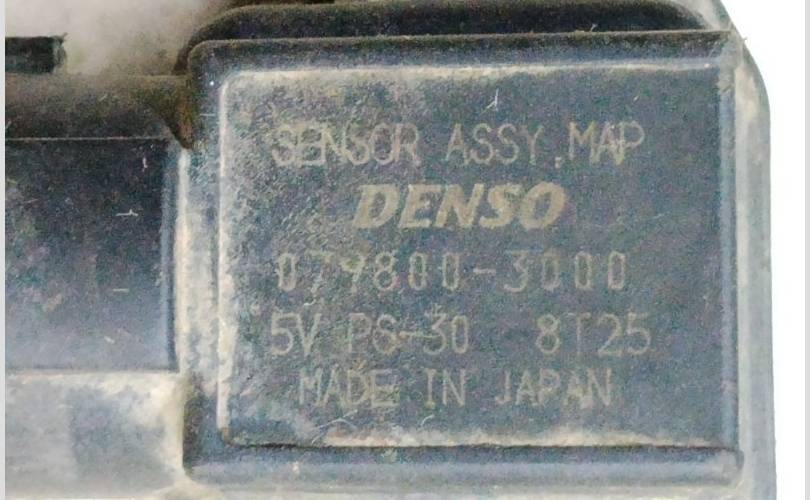 SENSOR ASSY,MAP
DENSO
079800-3000
5V PS-30 8T25
MADE IN JAPAN